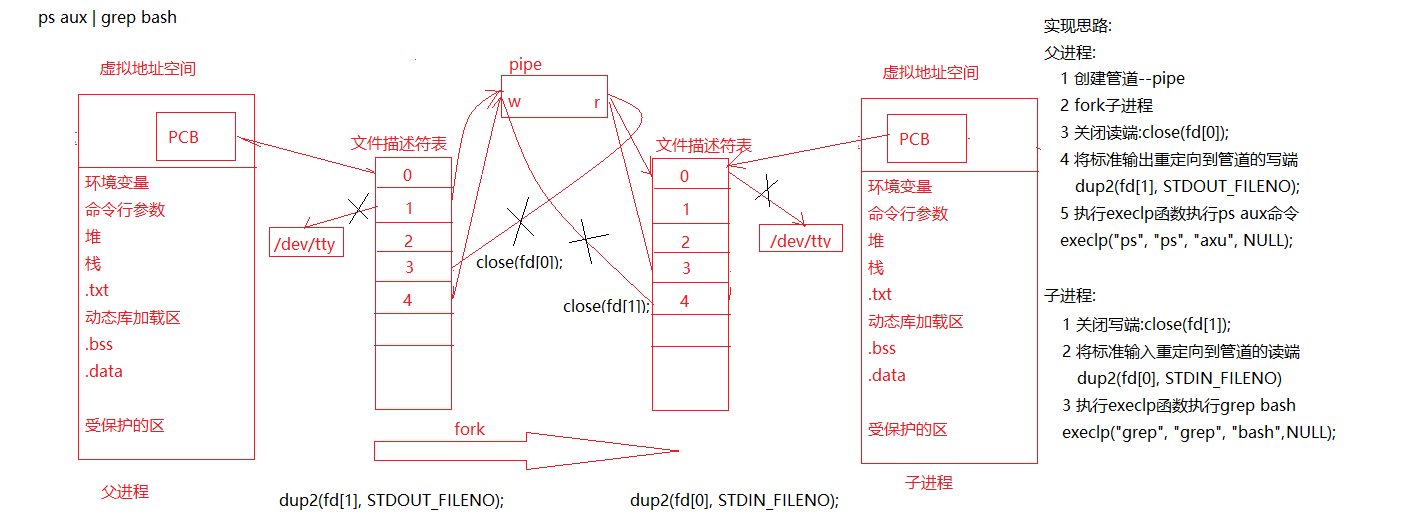 ps aux | grep bash
虚拟地址空间
PCB
环境变量
命令行参数
堆
栈
.txt
动态库加载区
.bss
.data
受保护的区
父进程
/dev/tty
文件描述符表
0
1
2
3
4
pipe
w
r
close(fd[0]);
close(fd[1]);
fork
dup2(fd[1], STDOUT_FILENO);
dup2(fd[0], STDIN_FILENO);
文件描述符表
0
1
2
3
4
/dev/ttv
虚拟地址空间
PCB
环境变量
命令行参数
堆
栈
.txt
动态库加载区
.bss
.data
受保护的区
子进程
实现思路:
父进程:
1 创建管道--pipe
2 fork子进程
3 关闭读端:close(fd[0]);
4 将标准输出重定向到管道的写端
dup2(fd[1], STDOUT_FILENO);
5 执行execlp函数执行ps aux命令
execlp("ps", "ps", "axu", NULL);
子进程:
1 关闭写端:close(fd[1]);
2 将标准输入重定向到管道的读端
dup2(fd[0], STDIN_FILENO)
3 执行execlp函数执行grep bash
execlp("grep", "grep", "bash",NULL);